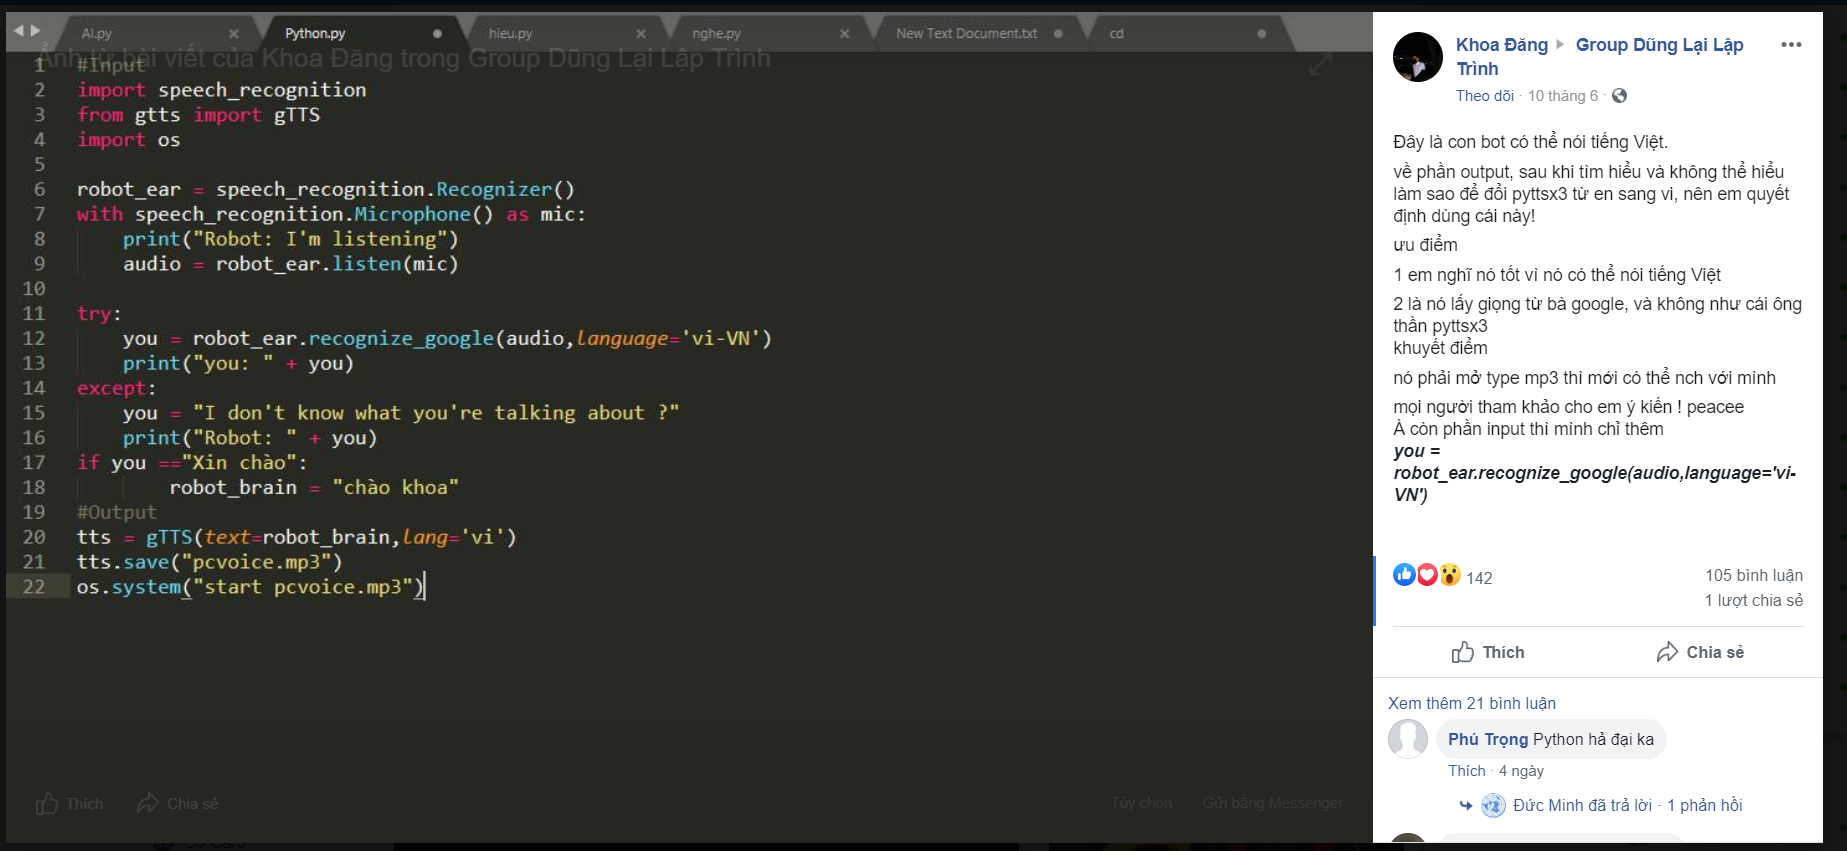 AI.py
Python.py
hieu.py
nghe.py
New Text Document.txt
cd
Ảnh từ bài viết của Khoa Đăng trong Group Dũng Lại Lập Trình
1 #Input
2 import speech_recognition
3 from gtts import gTTS
4 import os
5
6 robot_ear = speech_recognition.Recognizer()
7 with speech_recognition.Microphone() as mic:
8     print("Robot: I'm listening")
9     audio = robot_ear.listen(mic)
10
11 try:
12     you = robot_ear.recognize_google(audio,language='vi-VN')
13     print("you: " + you)
14 except:
15     you = "I don't know what you're talking about ?"
16     print("Robot: " + you)
17 if you =="Xin chào":
18         robot_brain = "chào khoa"
19 #Output
20 tts = gTTS(text=robot_brain,lang='vi')
21 tts.save("pcvoice.mp3")
22 os.system("start pcvoice.mp3")
Thích
Chia sẻ
Tùy chọn
Gửi bằng Messenger
Khoa Đăng
Group Dũng Lại Lập
Trình
Theo dõi · 10 tháng 6 ·
Đây là con bot có thể nói tiếng Việt.
về phần output, sau khi tìm hiểu và không thể hiểu
làm sao để đổi pyttsx3 từ en sang vi, nên em quyết
định dùng cái này!
ưu điểm
1 em nghĩ nó tốt vì nó có thể nói tiếng Việt
2 là nó lấy giọng từ bà google, và không như cái ông
thần pyttsx3
khuyết điểm
nó phải mở type mp3 thì mới có thể nch với mình
mọi người tham khảo cho em ý kiến ! peacee
À còn phần input thì mình chỉ thêm
you =
robot_ear.recognize_google(audio,language='vi-
VN')
142
105 bình luận
1 lượt chia sẻ
Thích
Chia sẻ
Xem thêm 21 bình luận
Phú Trọng Python hả đại ka
Thích · 4 ngày
Đức Minh đã trả lời · 1 phản hồi